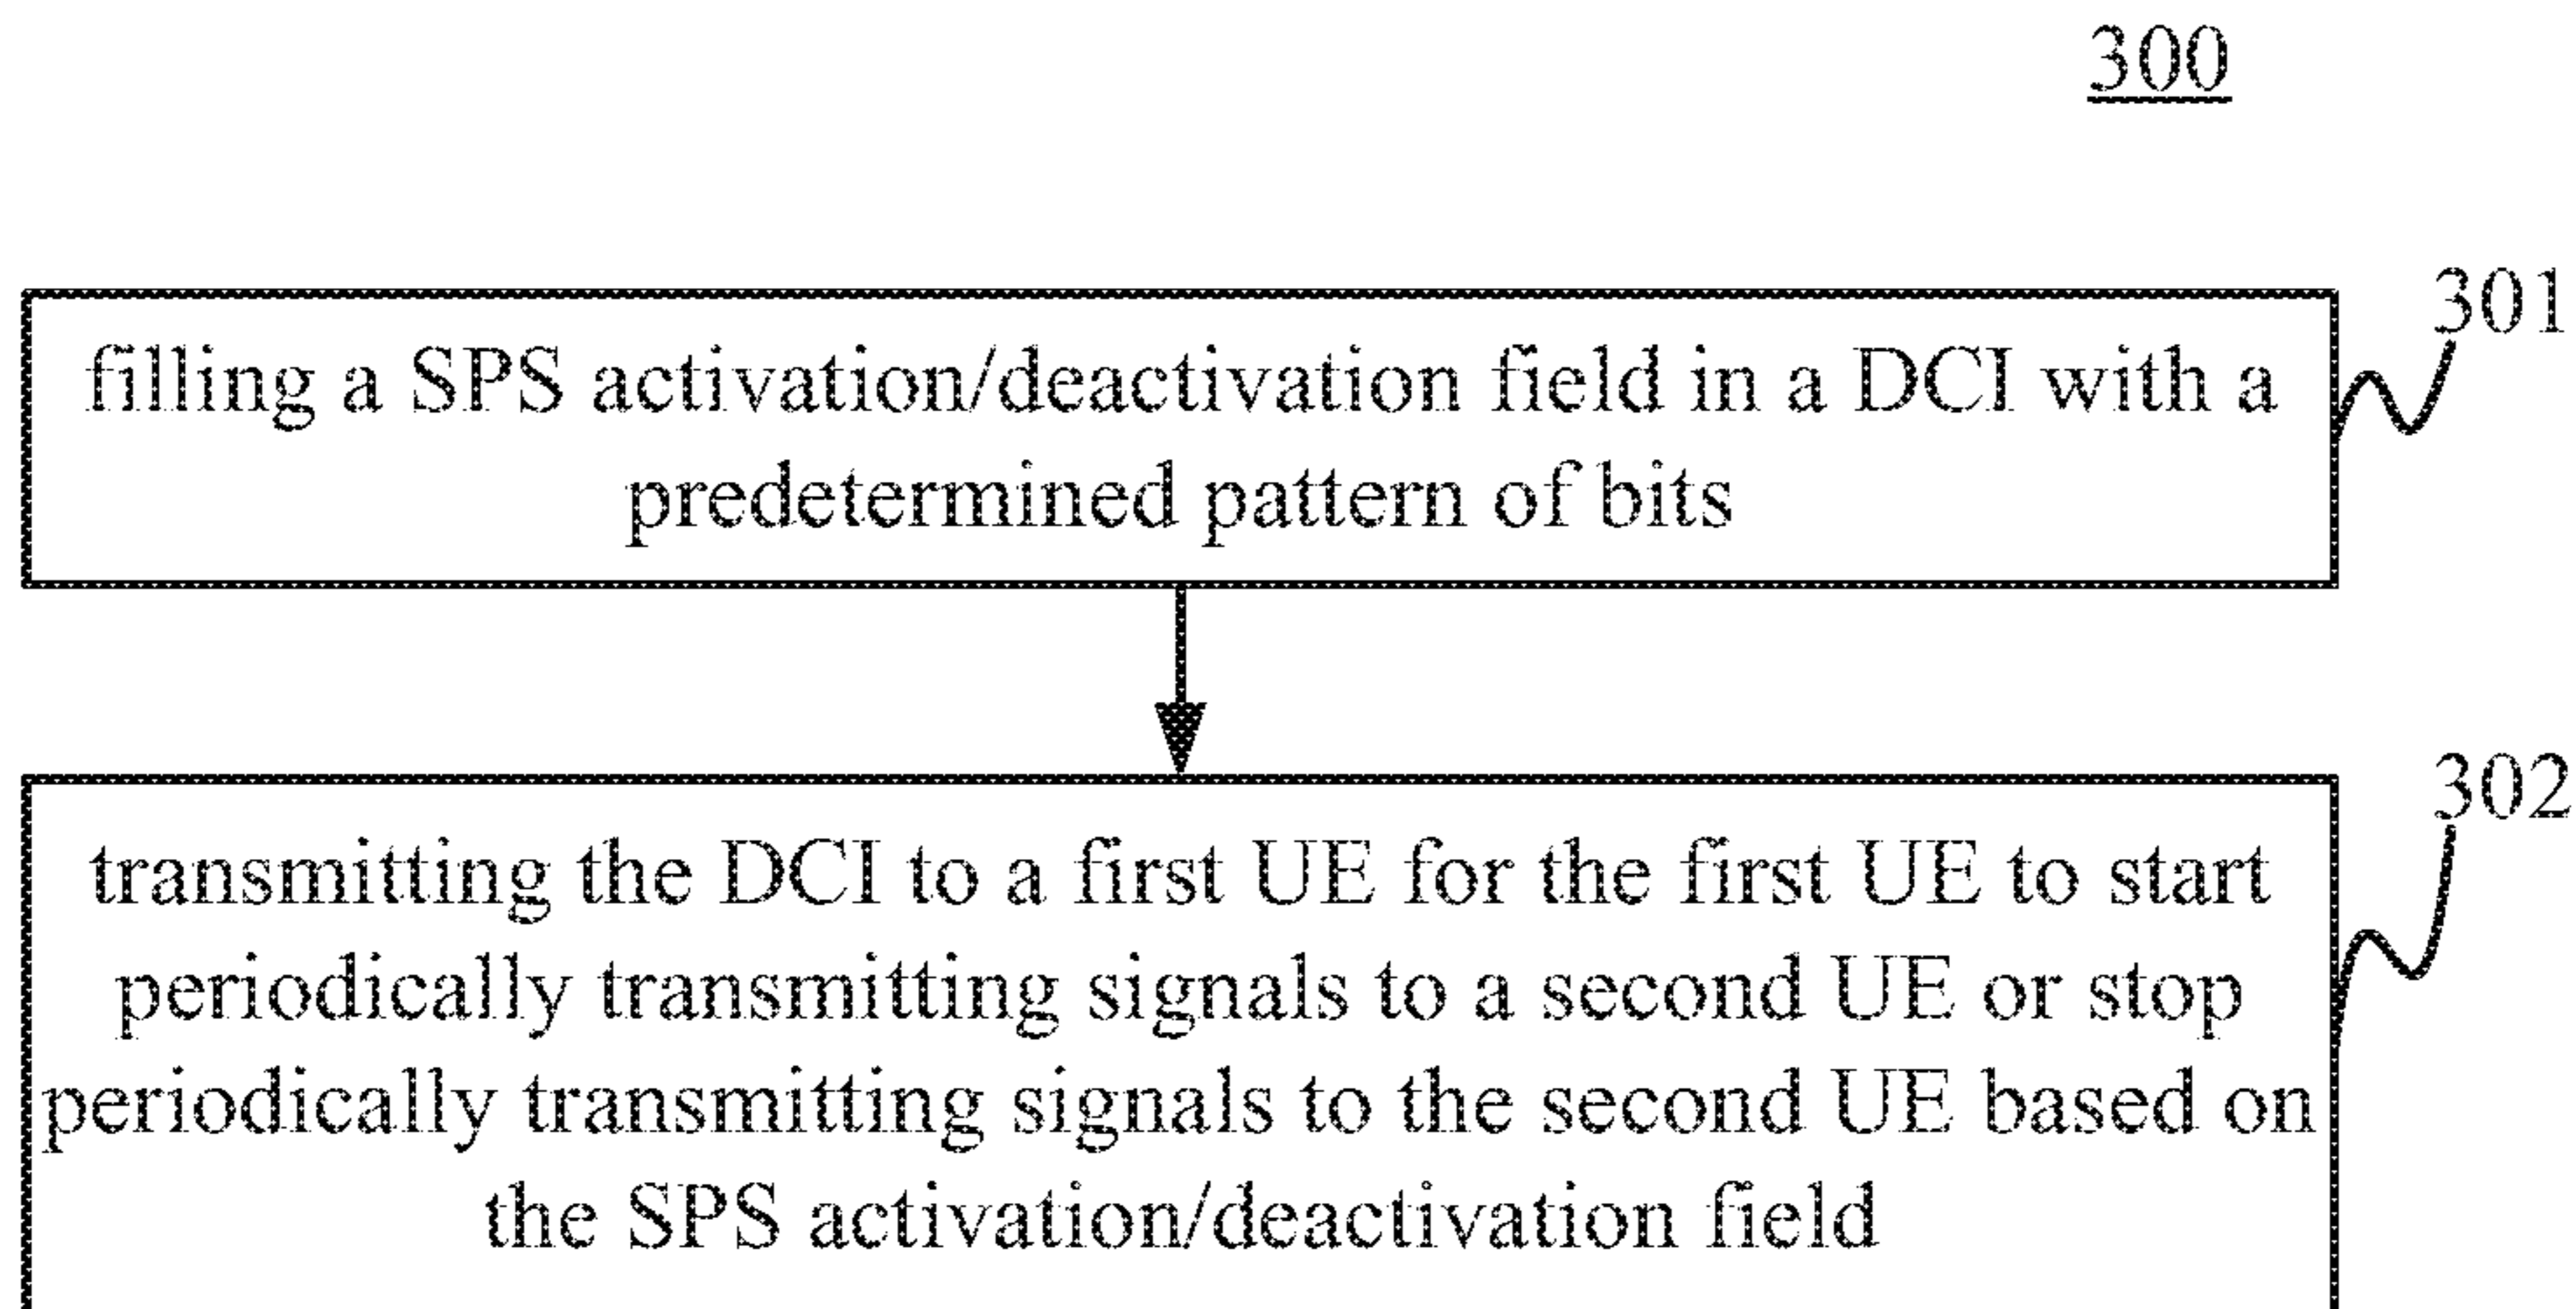 300
301
filling a SPS activation/deactivation field in a DCI with a
predetermined pattern of bits
302
transmitting the DCI to a first UE for the first UE to start
periodically transmitting signals to a second UE or stop
periodically transmitting signals to the second UE based on
the SPS activation/deactivation field